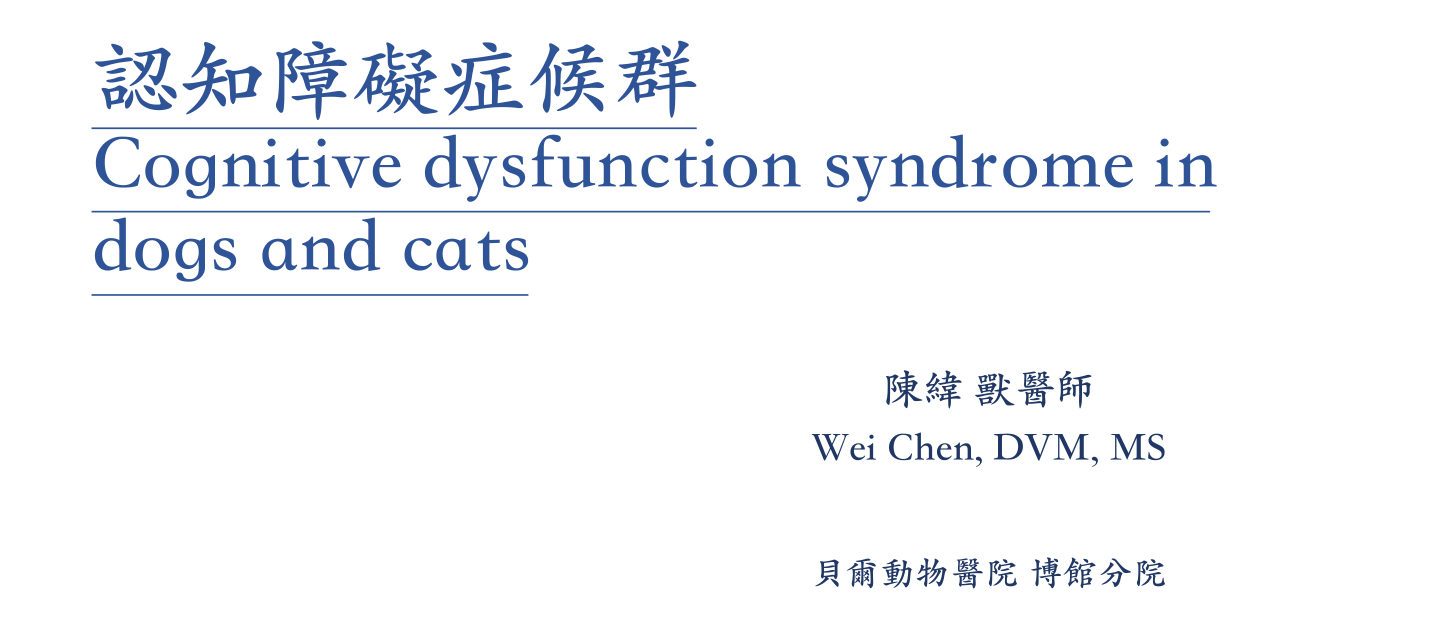 認知障礙症候群
Cognitive dysfunction syndrome in
dogs and cats
陳緯 獸醫師
Wei Chen, DVM, MS
貝爾動物醫院 博館分院